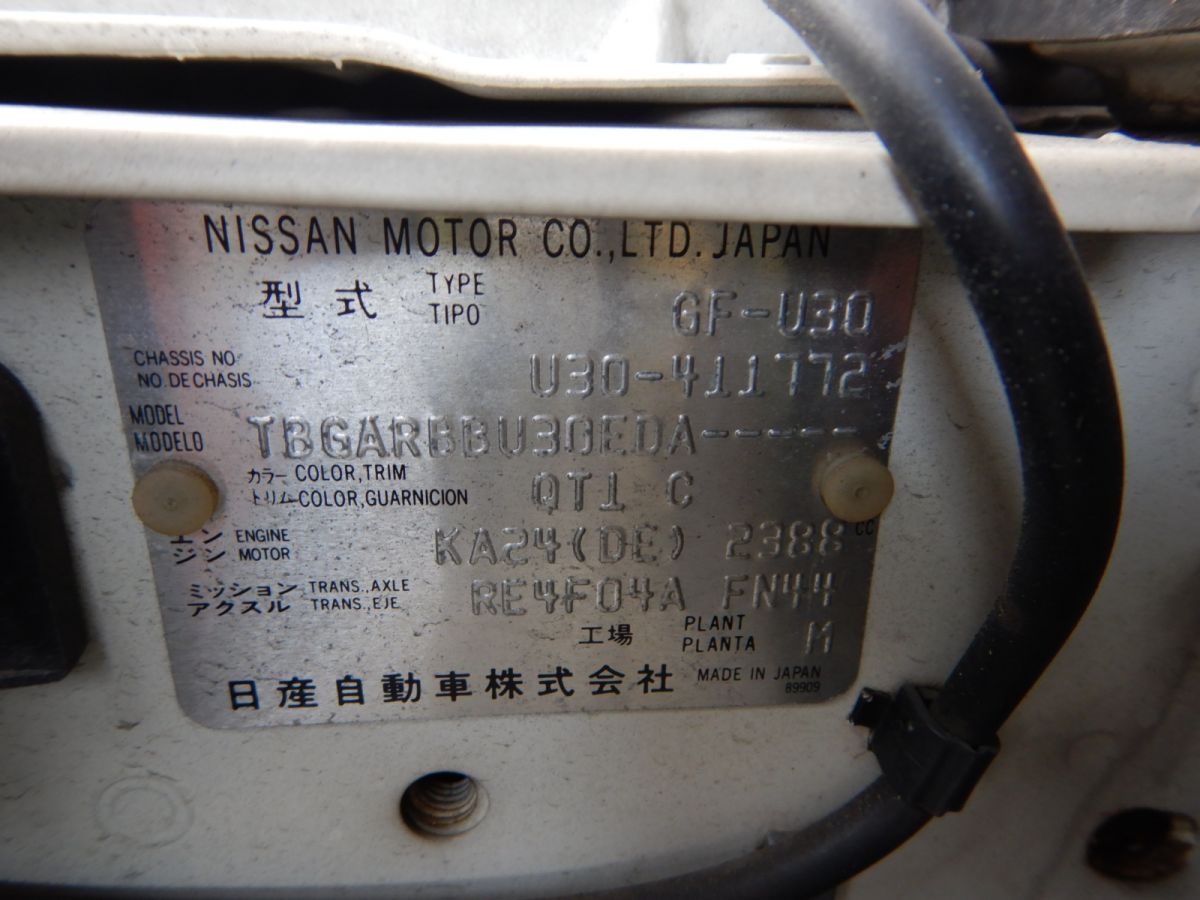 NISSAN MOTOR CO.,LTD. JAPAN
型式 TYPE TIPO GF-U30
CHASSIS NO. NO. DE CHASIS U30-411772
MODEL MODELO TBGARBBU30EDA-----
カラー COLOR, TRIM
トリム COLOR, GUARNICION QT1 C
エン ENGINE
ジン MOTOR KA24(DE) 2388 CC
ミッション TRANS., AXLE
アクスル TRANS., EJE RE4F04A FN44
工場 PLANT PLANTA M
日産自動車株式会社 MADE IN JAPAN
89909